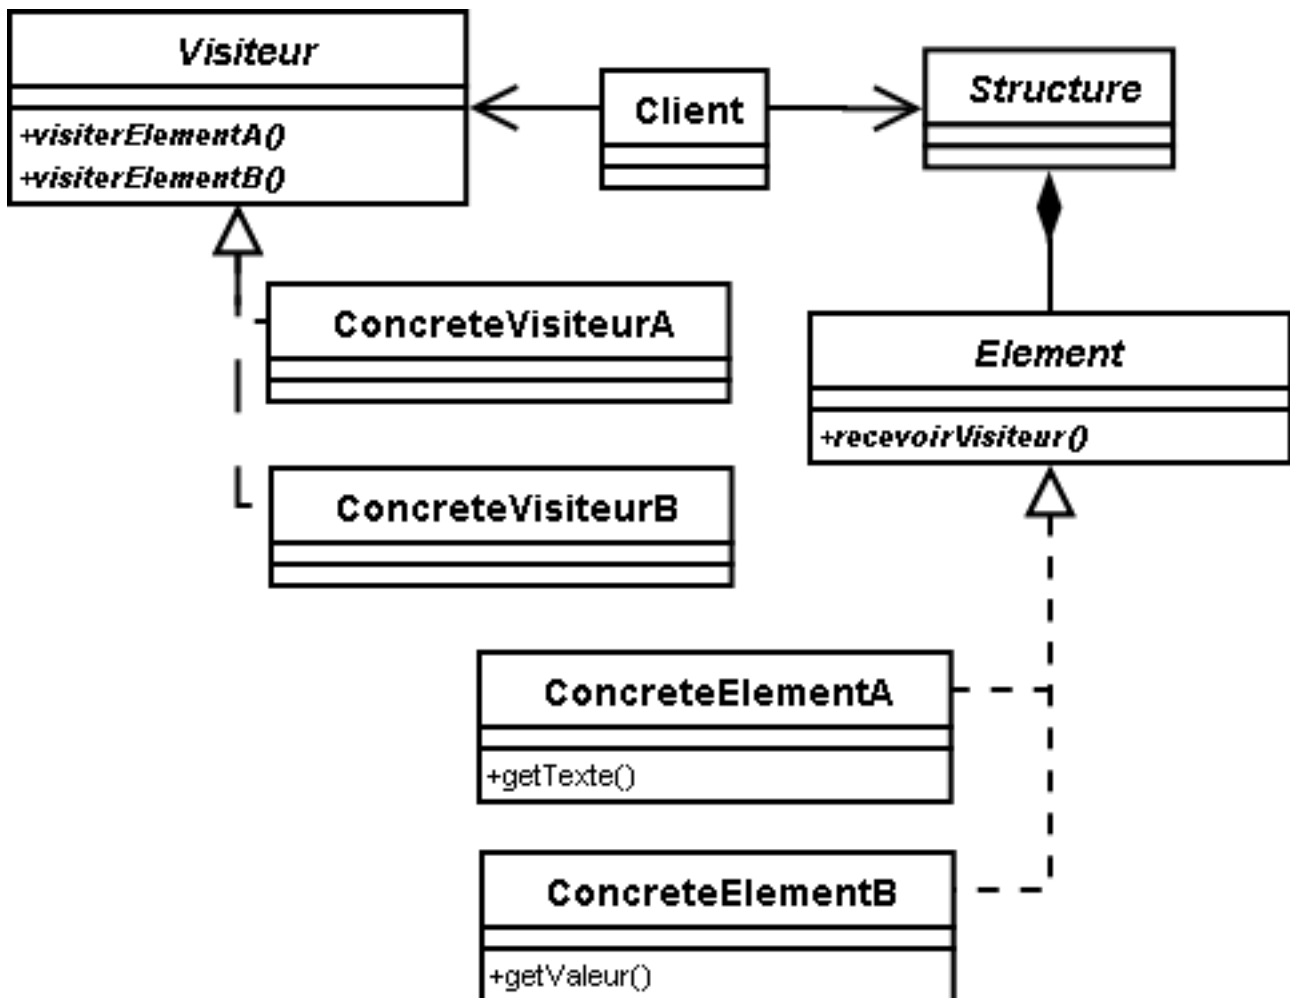 Visiteur
+visiterElementA()
+visiterElementB()
Client
Structure
ConcreteVisiteurA
Element
+recevoirVisiteur()
ConcreteVisiteurB
ConcreteElementA
+getTexte()
ConcreteElementB
+getValeur()